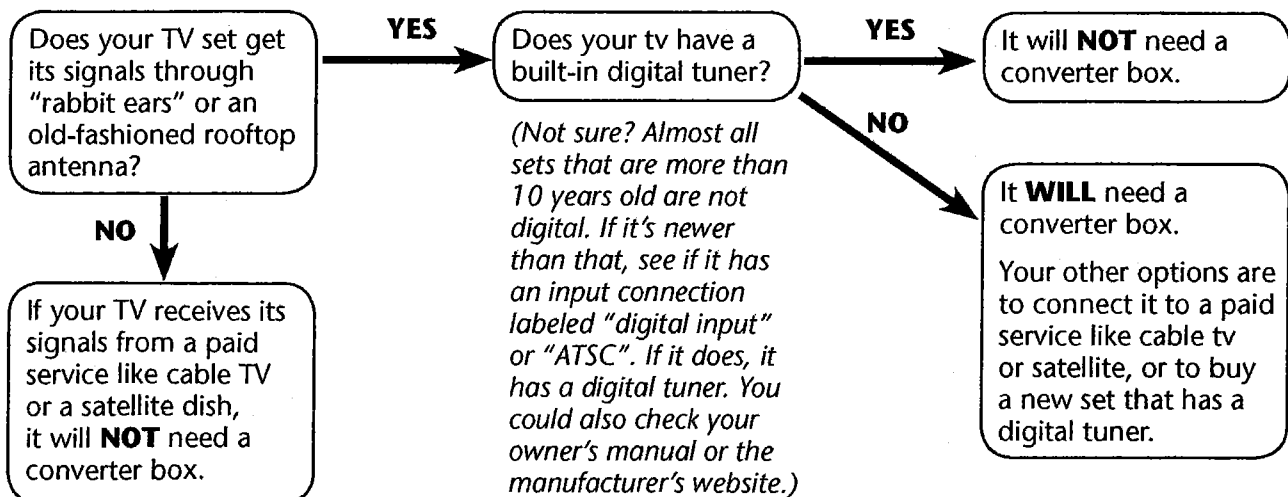 Does your TV set get
its signals through
"rabbit ears" or an
old-fashioned rooftop
antenna?
YES
Does your tv have a
built-in digital tuner?
YES
It will NOT need a
converter box.
(Not sure? Almost all
sets that are more than
10 years old are not
digital. If it's newer
than that, see if it has
an input connection
labeled "digital input"
or "ATSC". If it does, it
has a digital tuner. You
could also check your
owner's manual or the
manufacturer's website.)
NO
It WILL need a
converter box.
Your other options are
to connect it to a paid
service like cable tv
or satellite, or to buy
a new set that has a
digital tuner.
NO
If your TV receives its
signals from a paid
service like cable TV
or a satellite dish,
it will NOT need a
converter box.